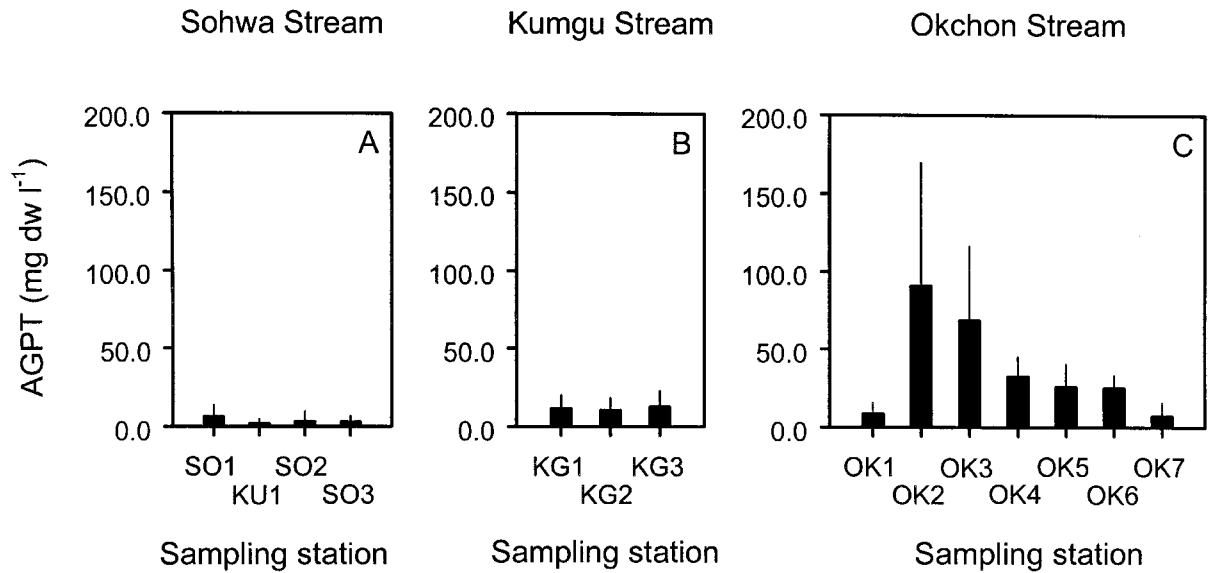 Sohwa Stream
Kumgu Stream
Okchon Stream
AGPT (mg dw l-1)
200.0
150.0
100.0
50.0
0.0
A
SO1
KU1
SO2
SO3
Sampling station
200.0
150.0
100.0
50.0
0.0
B
KG1
KG2
KG3
Sampling station
200.0
150.0
100.0
50.0
0.0
C
OK1
OK2
OK3
OK4
OK5
OK6
OK7
Sampling station